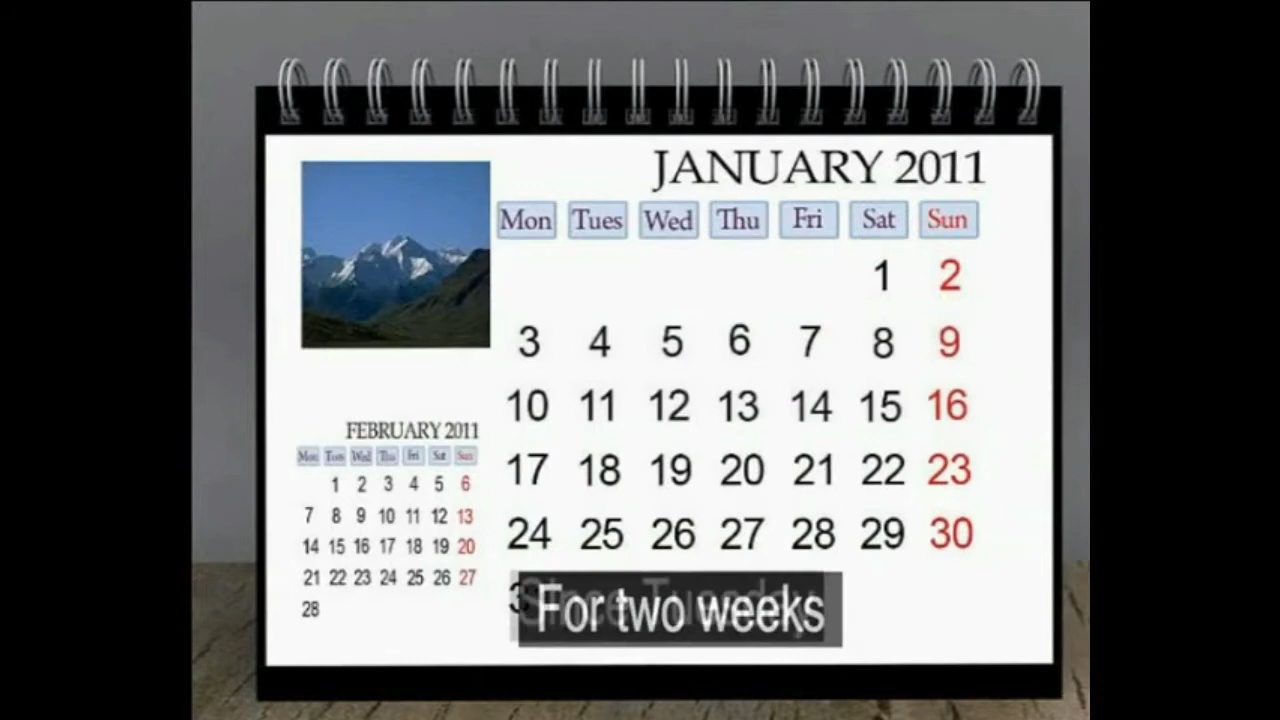 JANUARY 2011
Mon Tues Wed Thu Fri Sat Sun
1 2
3 4 5 6 7 8 9
10 11 12 13 14 15 16
17 18 19 20 21 22 23
24 25 26 27 28 29 30
3
FEBRUARY 2011
Mon Tues Wed Thu Fri Sat Sun
1 2 3 4 5 6
7 8 9 10 11 12 13
14 15 16 17 18 19 20
21 22 23 24 25 26 27
28
Since Tuesday
For two weeks